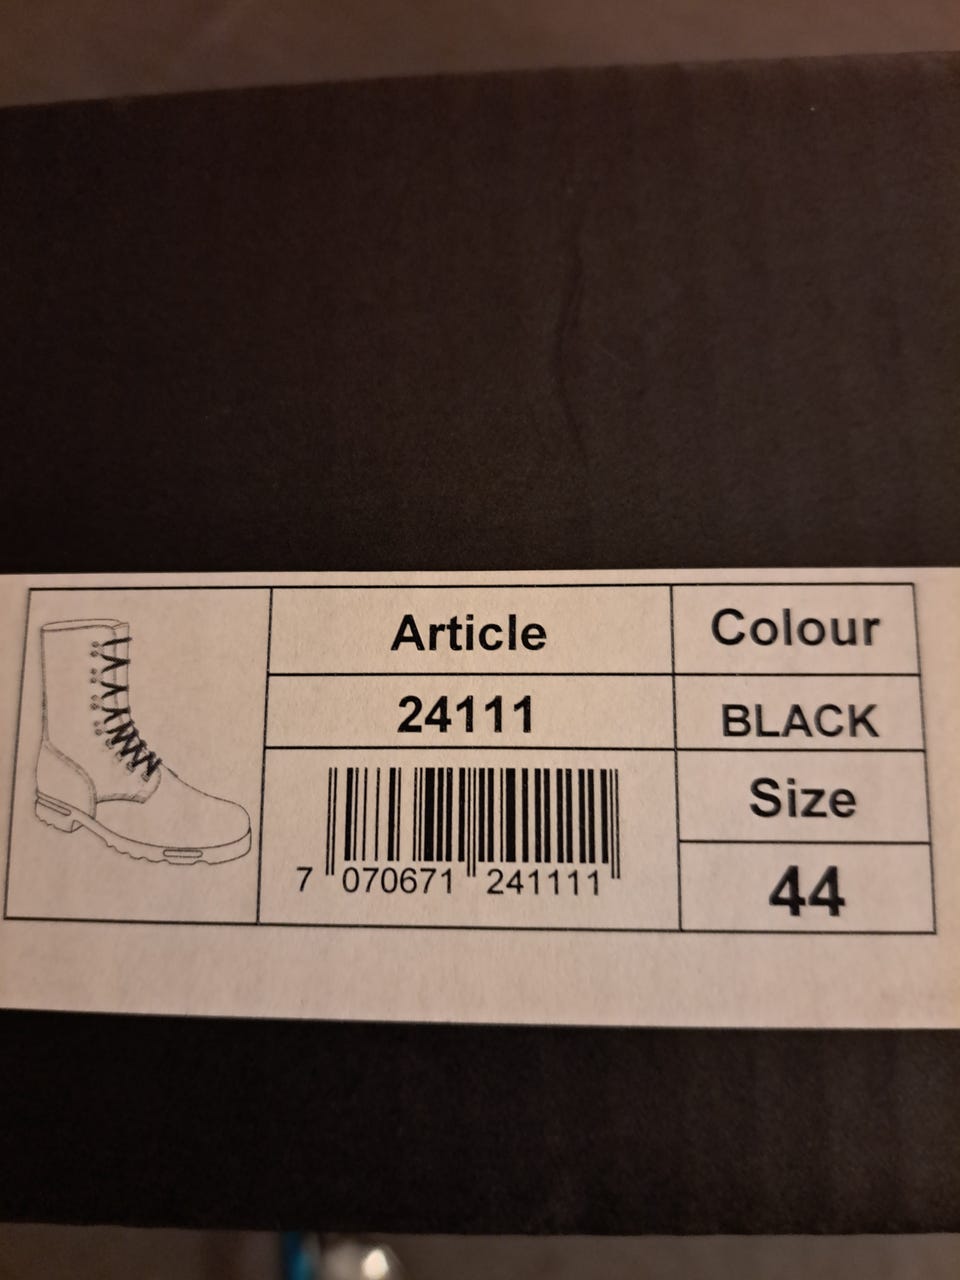 Article
Colour
24111
BLACK
Size
44
7 070671 241111